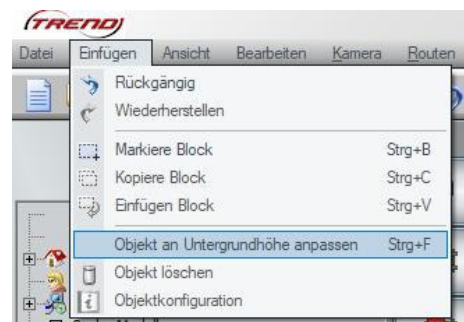 TREND
Datei Einfügen Ansicht Bearbeiten Kamera Routen
Rückgängig
Wiederherstellen
Markiere Block Strg+B
Kopiere Block Strg+C
Einfügen Block Strg+V
Objekt an Untergrundhöhe anpassen Strg+F
Objekt löschen
Objektkonfiguration